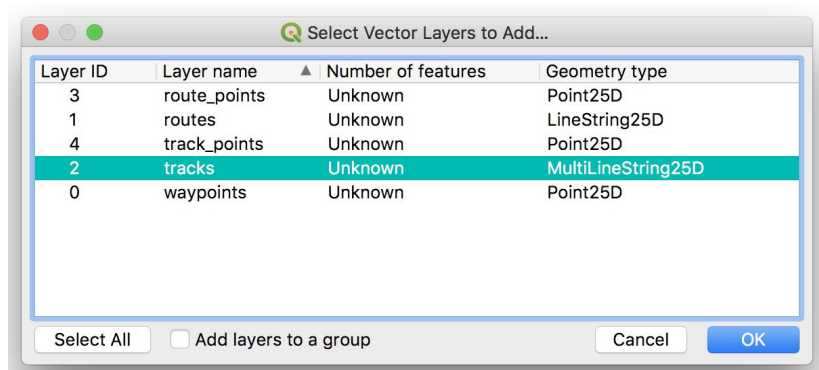 Select Vector Layers to Add...
Layer ID Layer name Number of features Geometry type
3 route_points Unknown Point25D
1 routes Unknown LineString25D
4 track_points Unknown Point25D
2 tracks Unknown MultiLineString25D
0 waypoints Unknown Point25D
Select All Add layers to a group Cancel OK